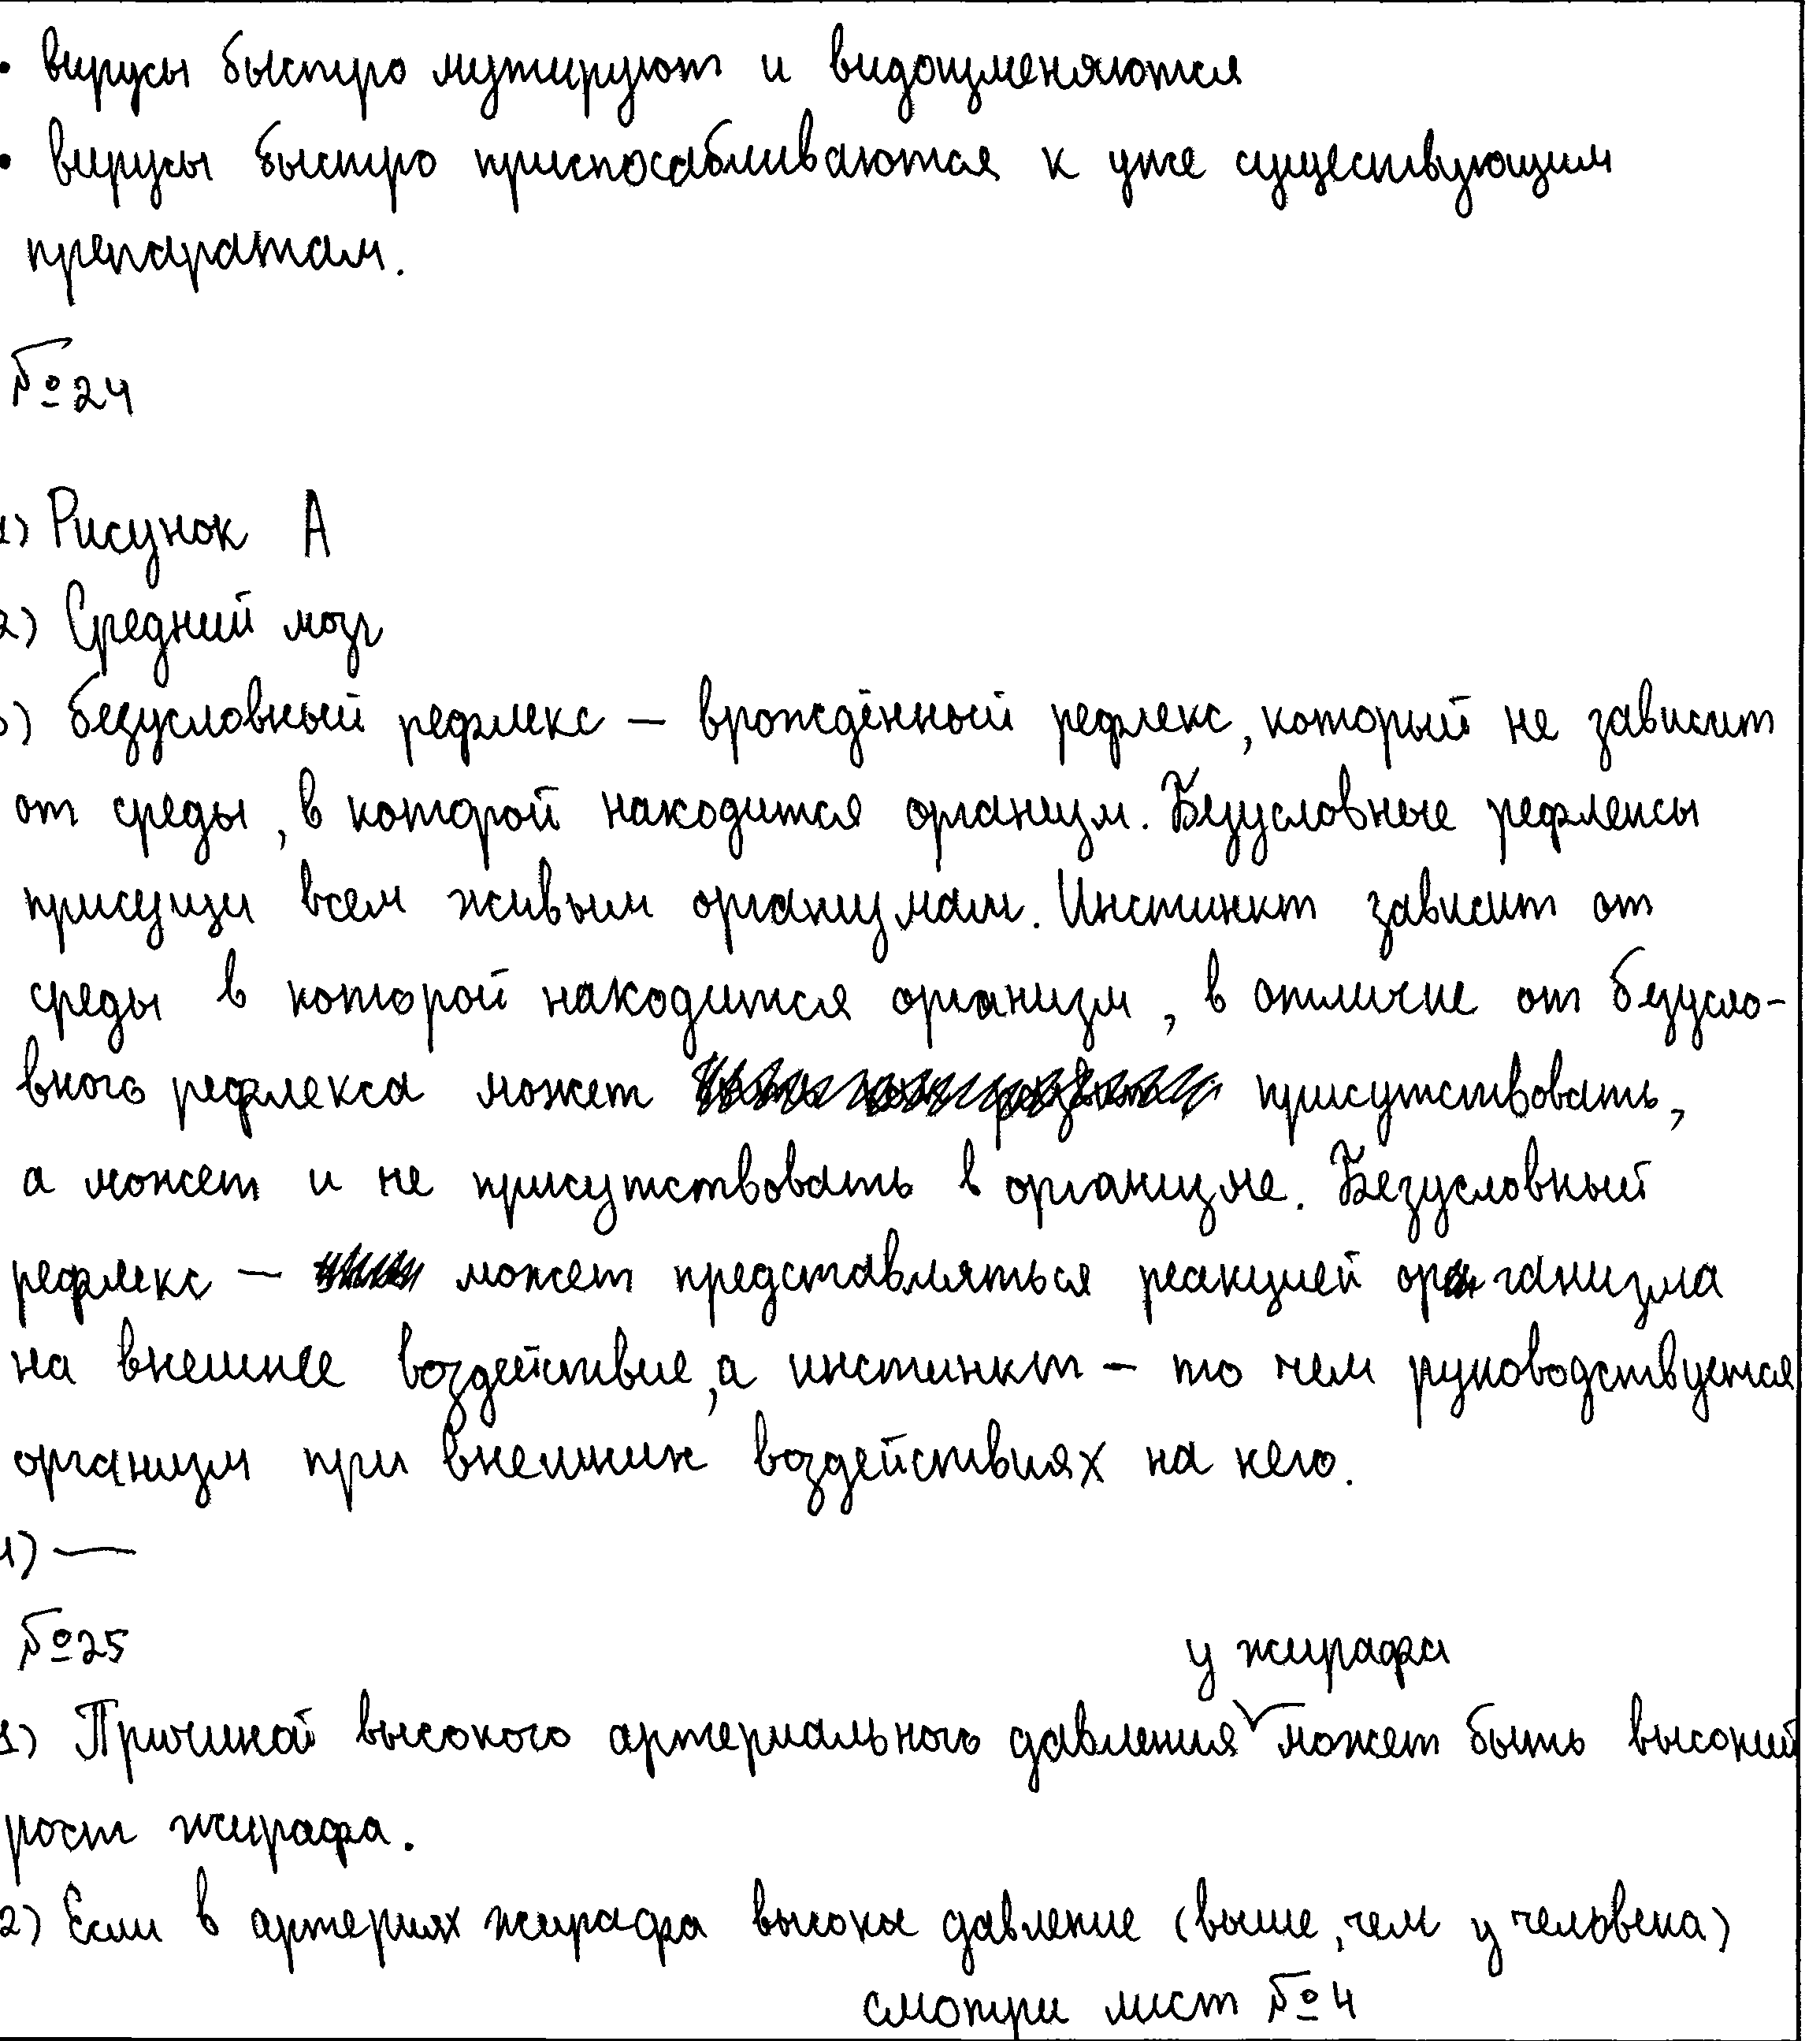 • вирусы быстро мутируют и видоизменяются
• вирусы быстро приспосабливаются к уже существующим
препаратам.
№24
1) Рисунок А
2) Средний мозг
3) безусловный рефлекс – врождённый рефлекс, который не зависит
от среды, в которой находится организм. Безусловные рефлексы
присущи всем живым организмам. Инстинкт зависит от
среды в которой находится организм, в отличие от безусло-
вного рефлекса может присутствовать,
а может и не присутствовать в организме. Безусловный
рефлекс – может представляться реакцией организма
на внешнее воздействие, а инстинкт – то чем руководствуется
организм при внешних воздействиях на него.
4) —
№25
у жирафа
1) Причиной высокого артериального давления может быть высокий
рост жирафа.
2) Если в артериях жирафа высокое давление (выше, чем у человека)
смотри лист №4